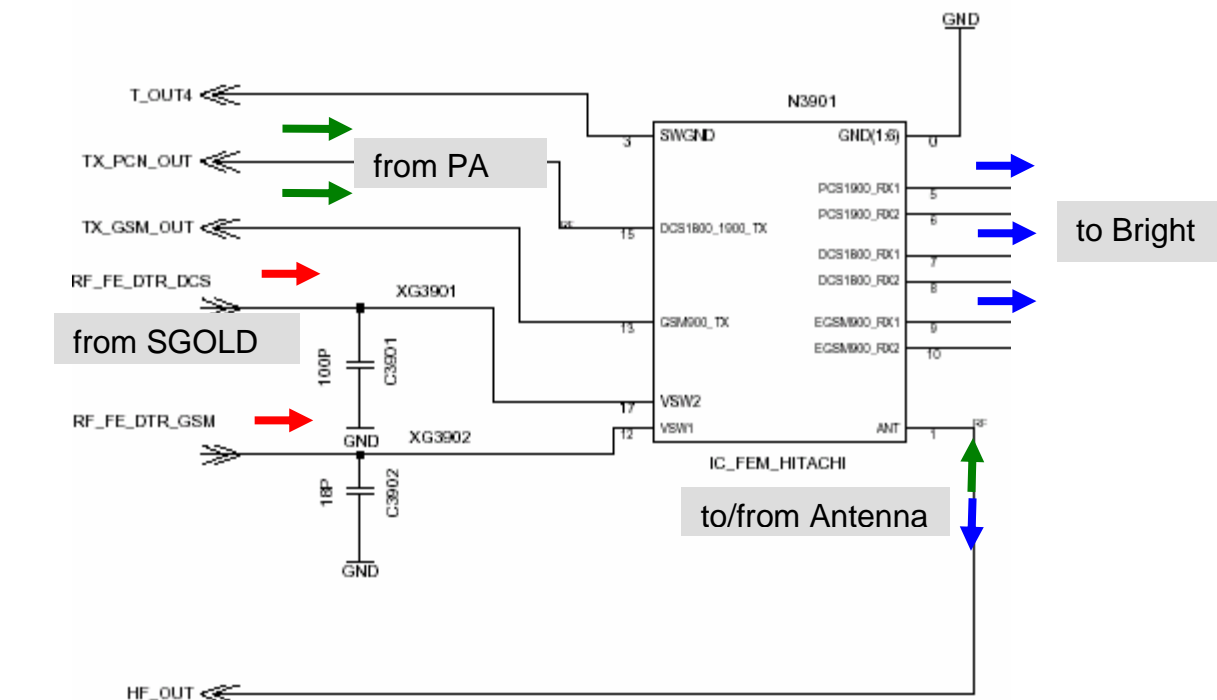 GND
T_OUT4
N3901
3
SWGND
GND(1:6)
0
TX_PCN_OUT
from PA
PCS1900_RX1
5
PCS1900_RX2
6
to Bright
TX_GSM_OUT
RF
15
DCS1800_1900_TX
DCS1800_RX1
7
RF_FE_DTR_DCS
DCS1800_RX2
8
XG3901
13
GSM900_TX
EGSM900_RX1
9
from SGOLD
EGSM900_RX2
10
100P
C3901
17
VSW2
RF_FE_DTR_GSM
GND
XG3902
12
VSW1
ANT
1
RF
IC_FEM_HITACHI
18P
C3902
to/from Antenna
GND
HF_OUT